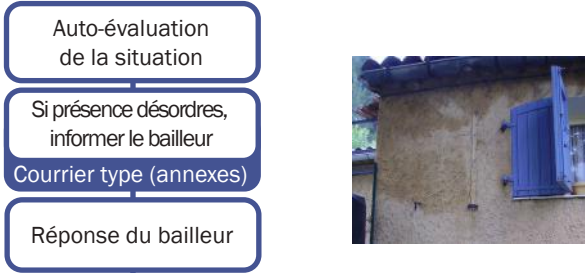 Auto-évaluation
de la situation
Si présence désordres,
informer le bailleur
Courrier type (annexes)
Réponse du bailleur